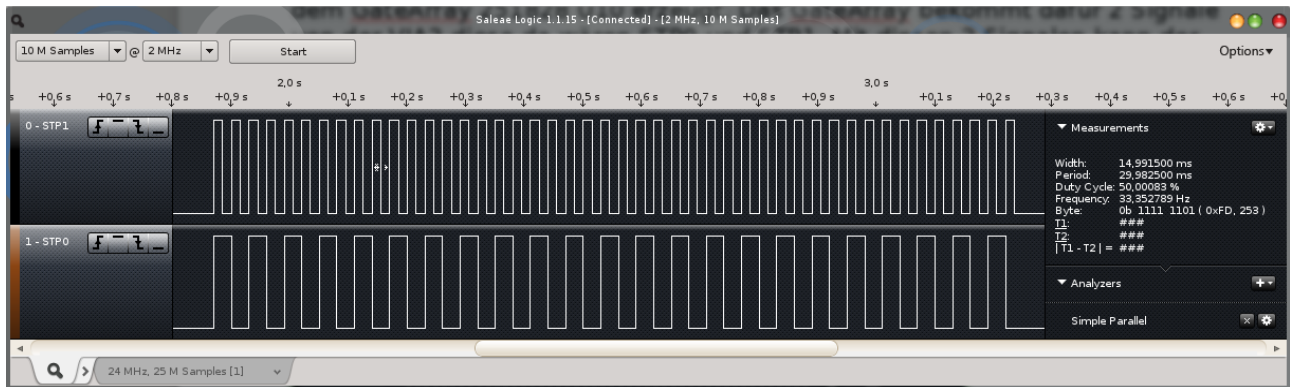 Saleae Logic 1.1.15 - [Connected] - [2 MHz, 10 M Samples]
10 M Samples @ 2 MHz Start Options
2,0 s 3,0 s
s +0,6 s +0,7 s +0,8 s +0,9 s +0,1 s +0,2 s +0,3 s +0,4 s +0,5 s +0,6 s +0,7 s +0,8 s +0,9 s +0,1 s +0,2 s +0,3 s +0,4 s +0,5 s +0,6 s +0,
0 - STP1
1 - STP0
Measurements
Width: 14,991500 ms
Period: 29,982500 ms
Duty Cycle: 50,00083 %
Frequency: 33,352789 Hz
Byte: 0b 1111 1101 ( 0xFD, 253 )
T1: ###
T2: ###
| T1 - T2 | = ###
Analyzers
Simple Parallel
24 MHz, 25 M Samples [1]